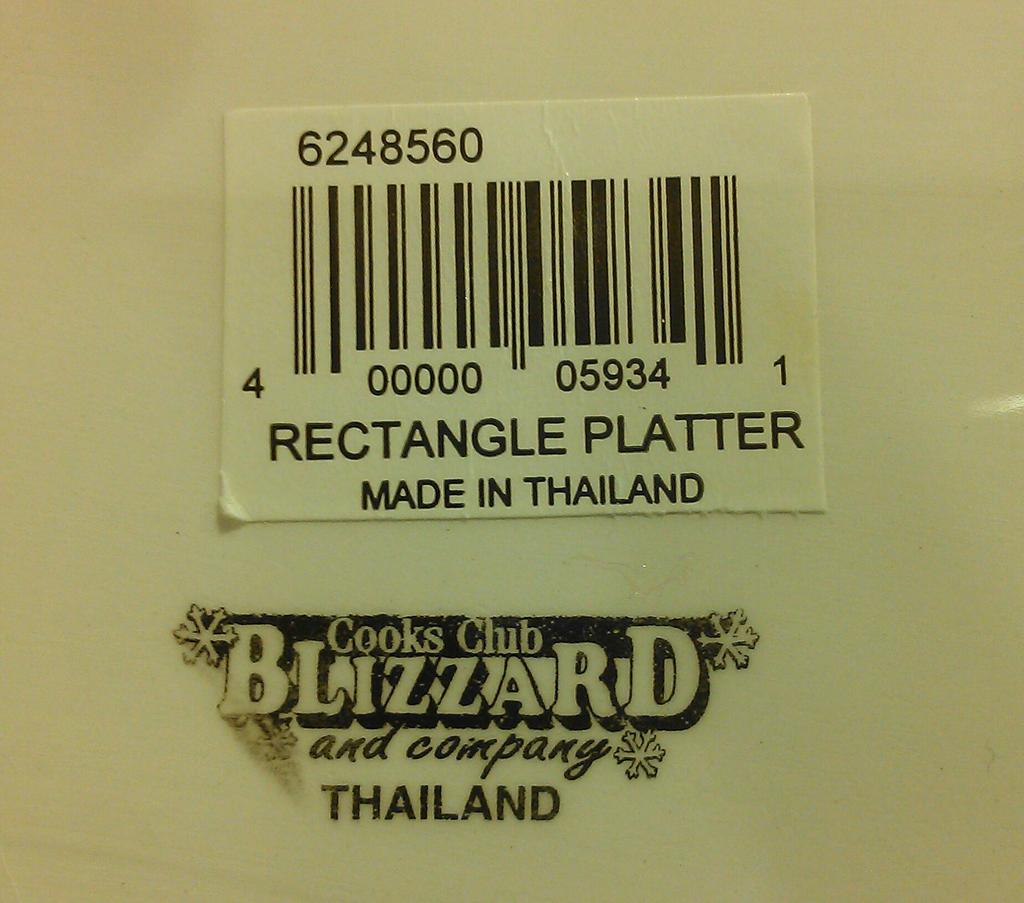 6248560
4 00000 05934 1
RECTANGLE PLATTER
MADE IN THAILAND
Cooks Club
BLIZZARD
and company
THAILAND